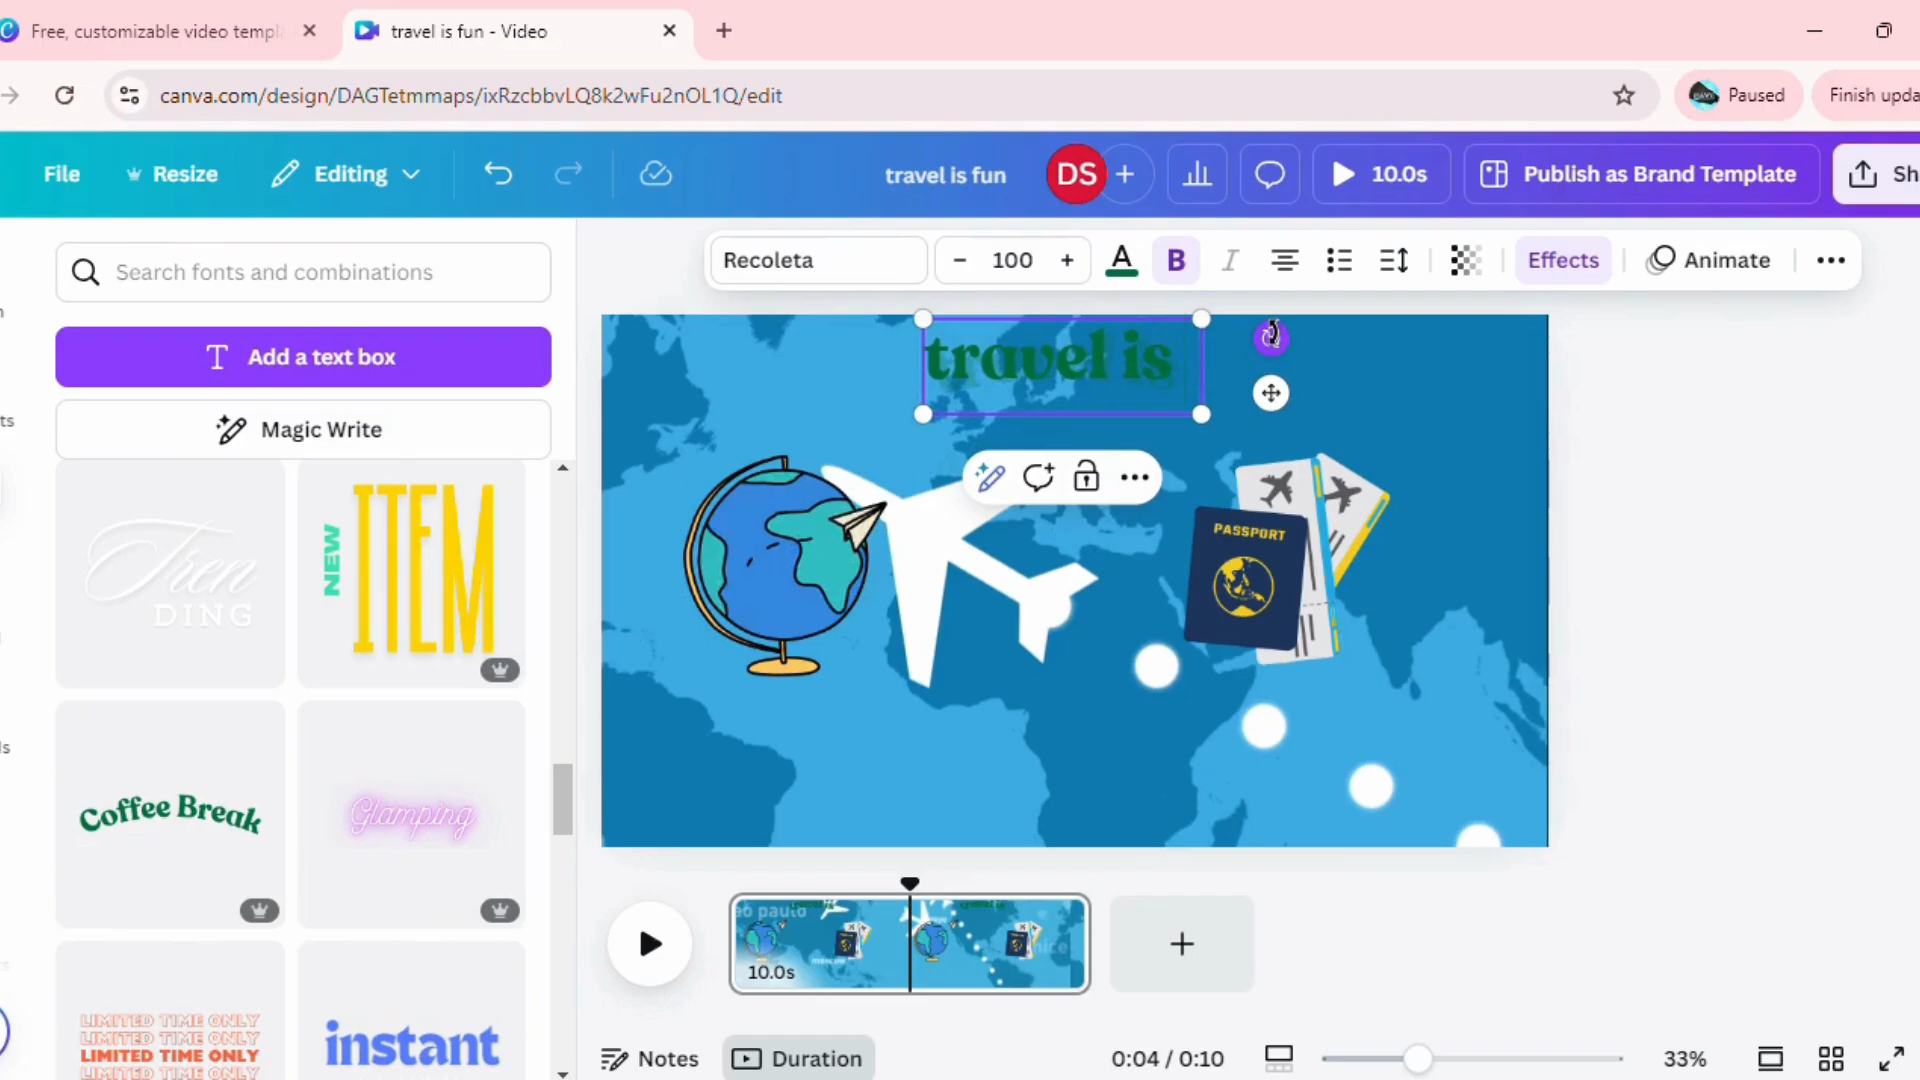 Free, customizable video templ
travel is fun - Video
canva.com/design/DAGTetmmaps/ixRzcbbvLQ8k2wFu2nOL1Q/edit
Paused
Finish upda
File
Resize
Editing
travel is fun
DS
10.0s
Publish as Brand Template
Sh
Search fonts and combinations
Recoleta
100
A
B
I
Effects
Animate
Add a text box
Magic Write
travel is
PASSPORT
Tren
DING
NEW
ITEM
Coffee Break
Glamping
LIMITED TIME ONLY
LIMITED TIME ONLY
LIMITED TIME ONLY
LIMITED TIME ONLY
instant
10.0s
Notes
Duration
0:04 / 0:10
33%